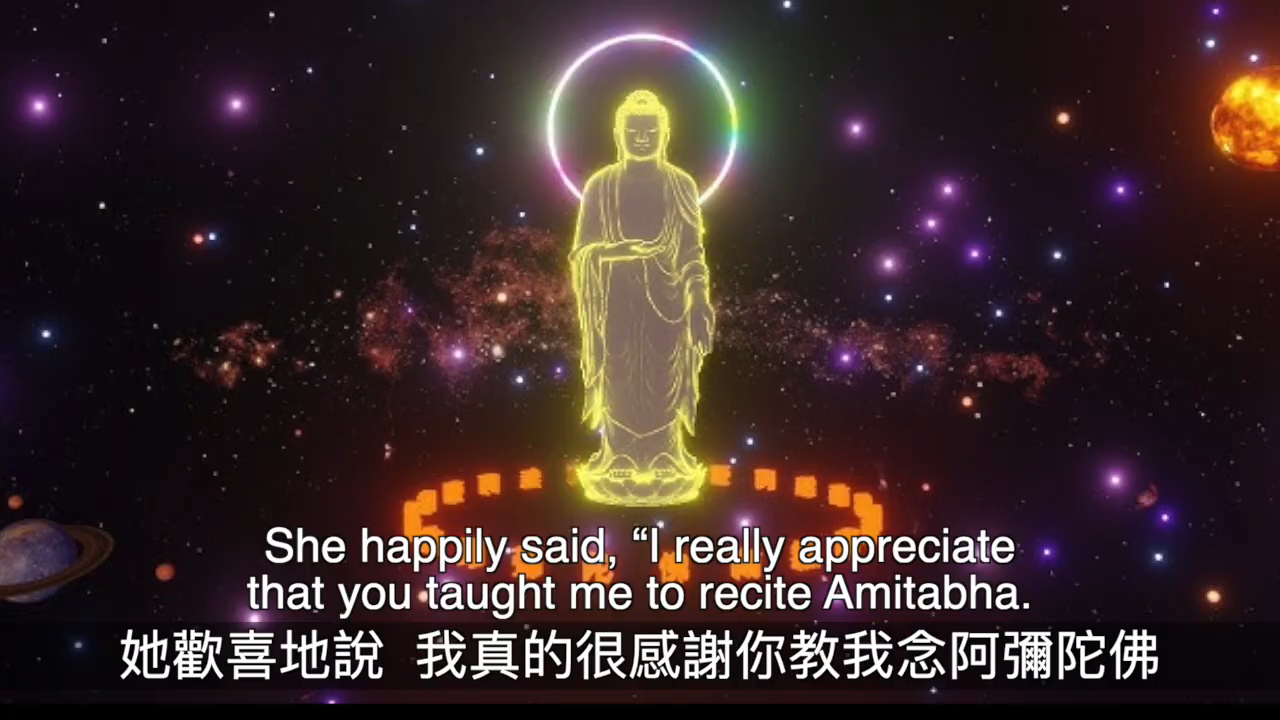 She happily said, “I really appreciate
that you taught me to recite Amitabha.
她歡喜地說 我真的很感謝你教我念阿彌陀佛